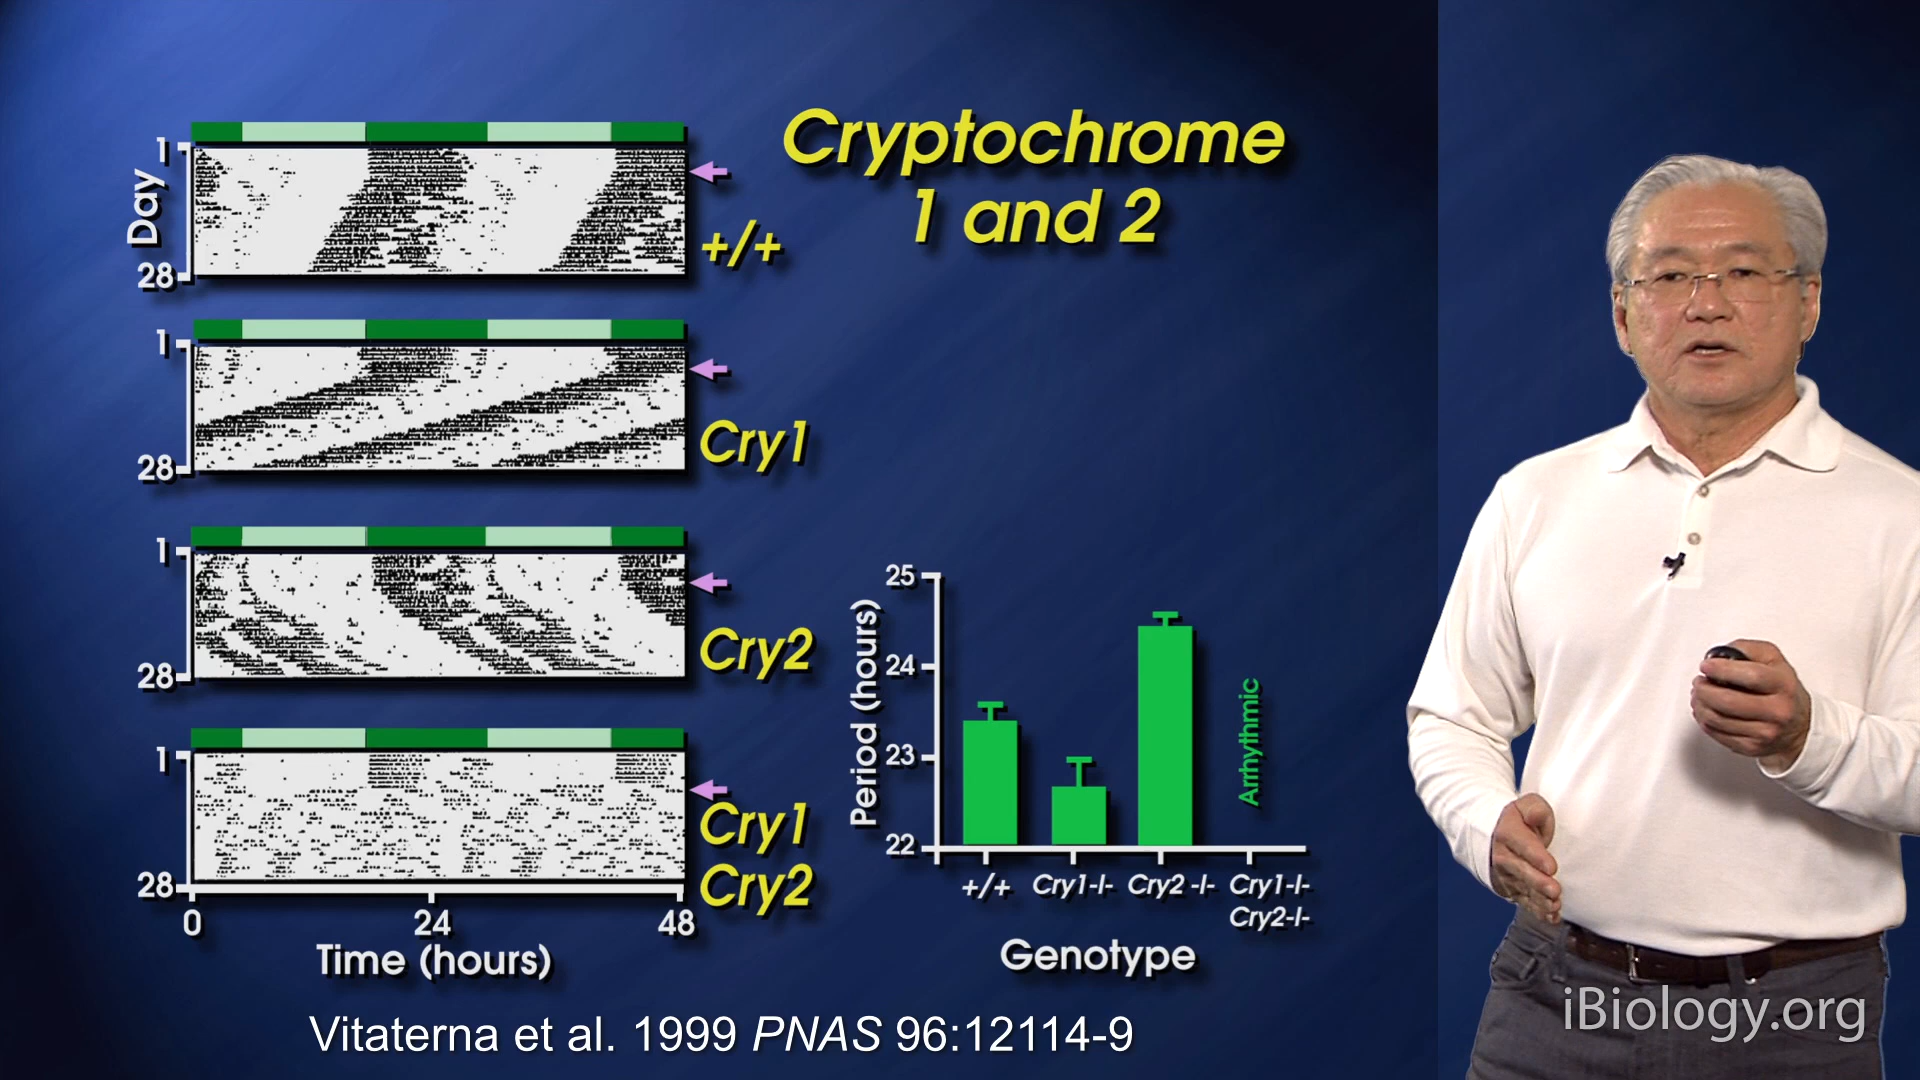 Cryptochrome
1 and 2
Day
1
28
+/+
1
28
Cry1
1
28
Cry2
1
28
Cry1
Cry2
0 24 48
Time (hours)
Period (hours)
25
24
23
22
Arrhythmic
+/+ Cry1-/- Cry2 -/- Cry1-/-
Cry2-/-
Genotype
Vitaterna et al. 1999 PNAS 96:12114-9
iBiology.org